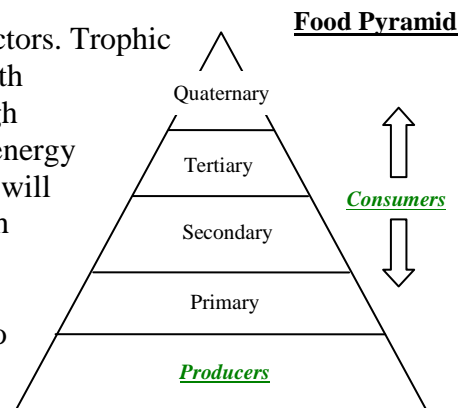 Food Pyramid
ctors. Trophic
th
Quaternary
gh
energy
Tertiary
will
Consumers
n
Secondary
Primary
o
Producers